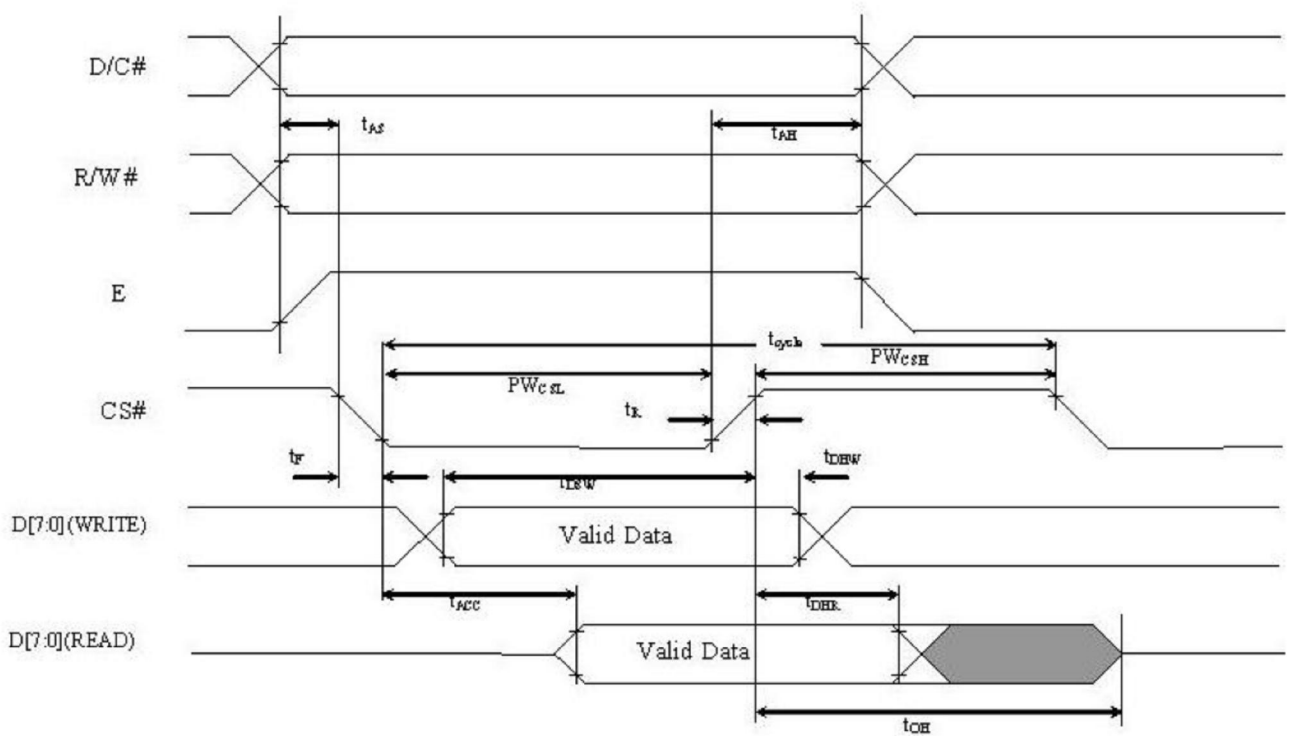 D/C#
tAS
tAH
R/W#
E
tcycle
PWCSL
PWCSH
CS#
tR
tF
tDSW
tDHW
D[7:0](WRITE)
Valid Data
tACC
tDHR
D[7:0](READ)
Valid Data
tOH